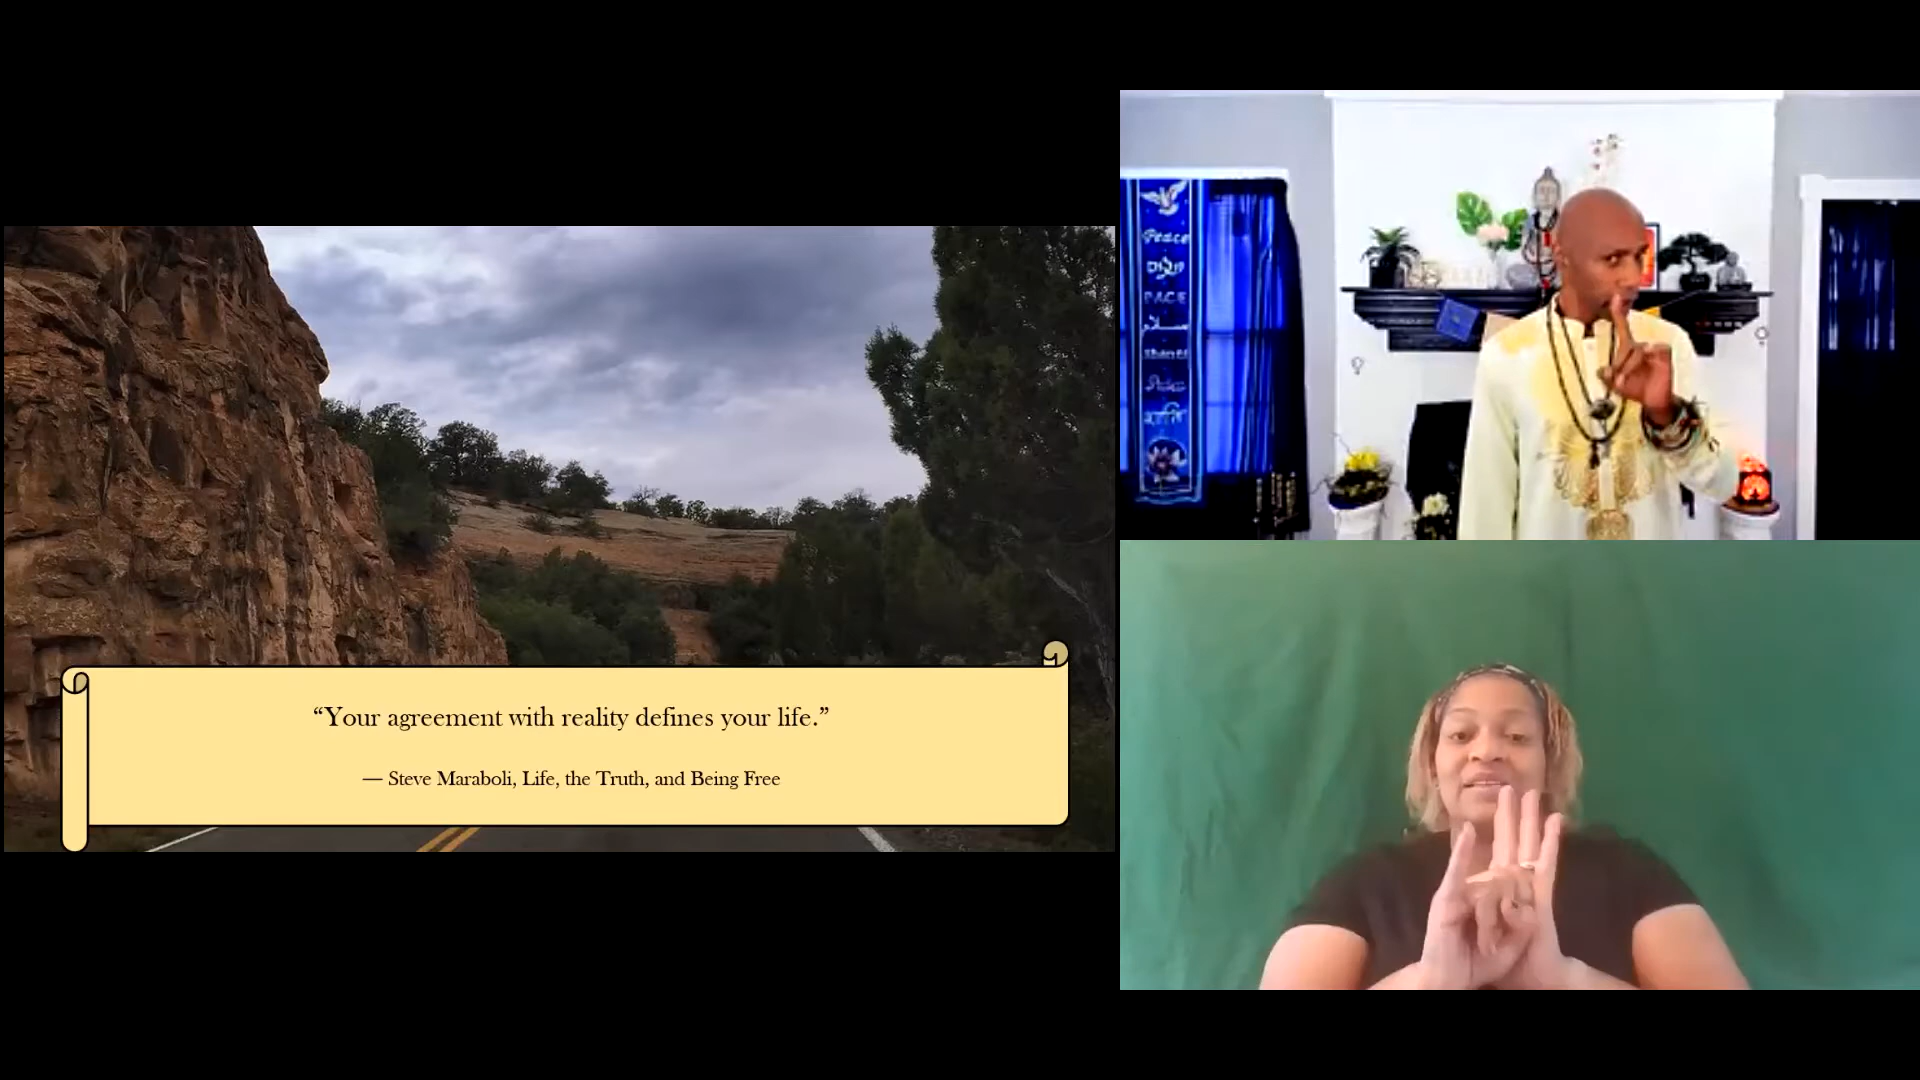 “Your agreement with reality defines your life.”
— Steve Maraboli, Life, the Truth, and Being Free
Peace
PACE